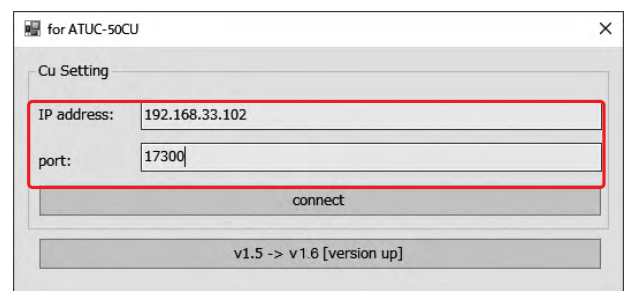 for ATUC-50CU
Cu Setting
IP address: 192.168.33.102
port: 17300
connect
v1.5 -> v1.6 [version up]